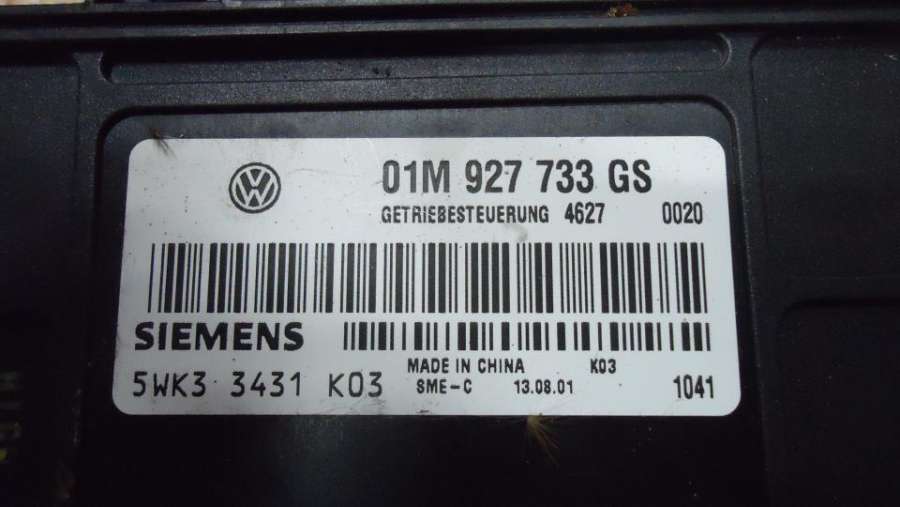 01M 927 733 GS
GETRIEBESTEUERUNG 4627 0020
SIEMENS
MADE IN CHINA K03
5WK3 3431 K03 SME-C 13.08.01 1041